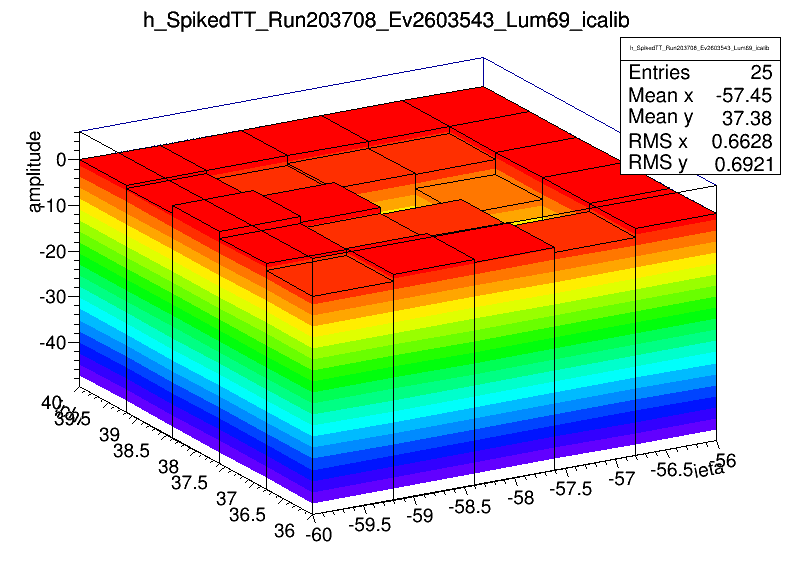 h_SpikedTT_Run203708_Ev2603543_Lum69_icalib
h_SpikedTT_Run203708_Ev2603543_Lum69_icalib
Entries 25
Mean x -57.45
Mean y 37.38
RMS x 0.6628
RMS y 0.6921
amplitude
0
-10
-20
-30
-40
40
39.5
39
38.5
38
37.5
37
36.5
36
-60
-59.5
-59
-58.5
-58
-57.5
-57
-56.5
-56
ieta